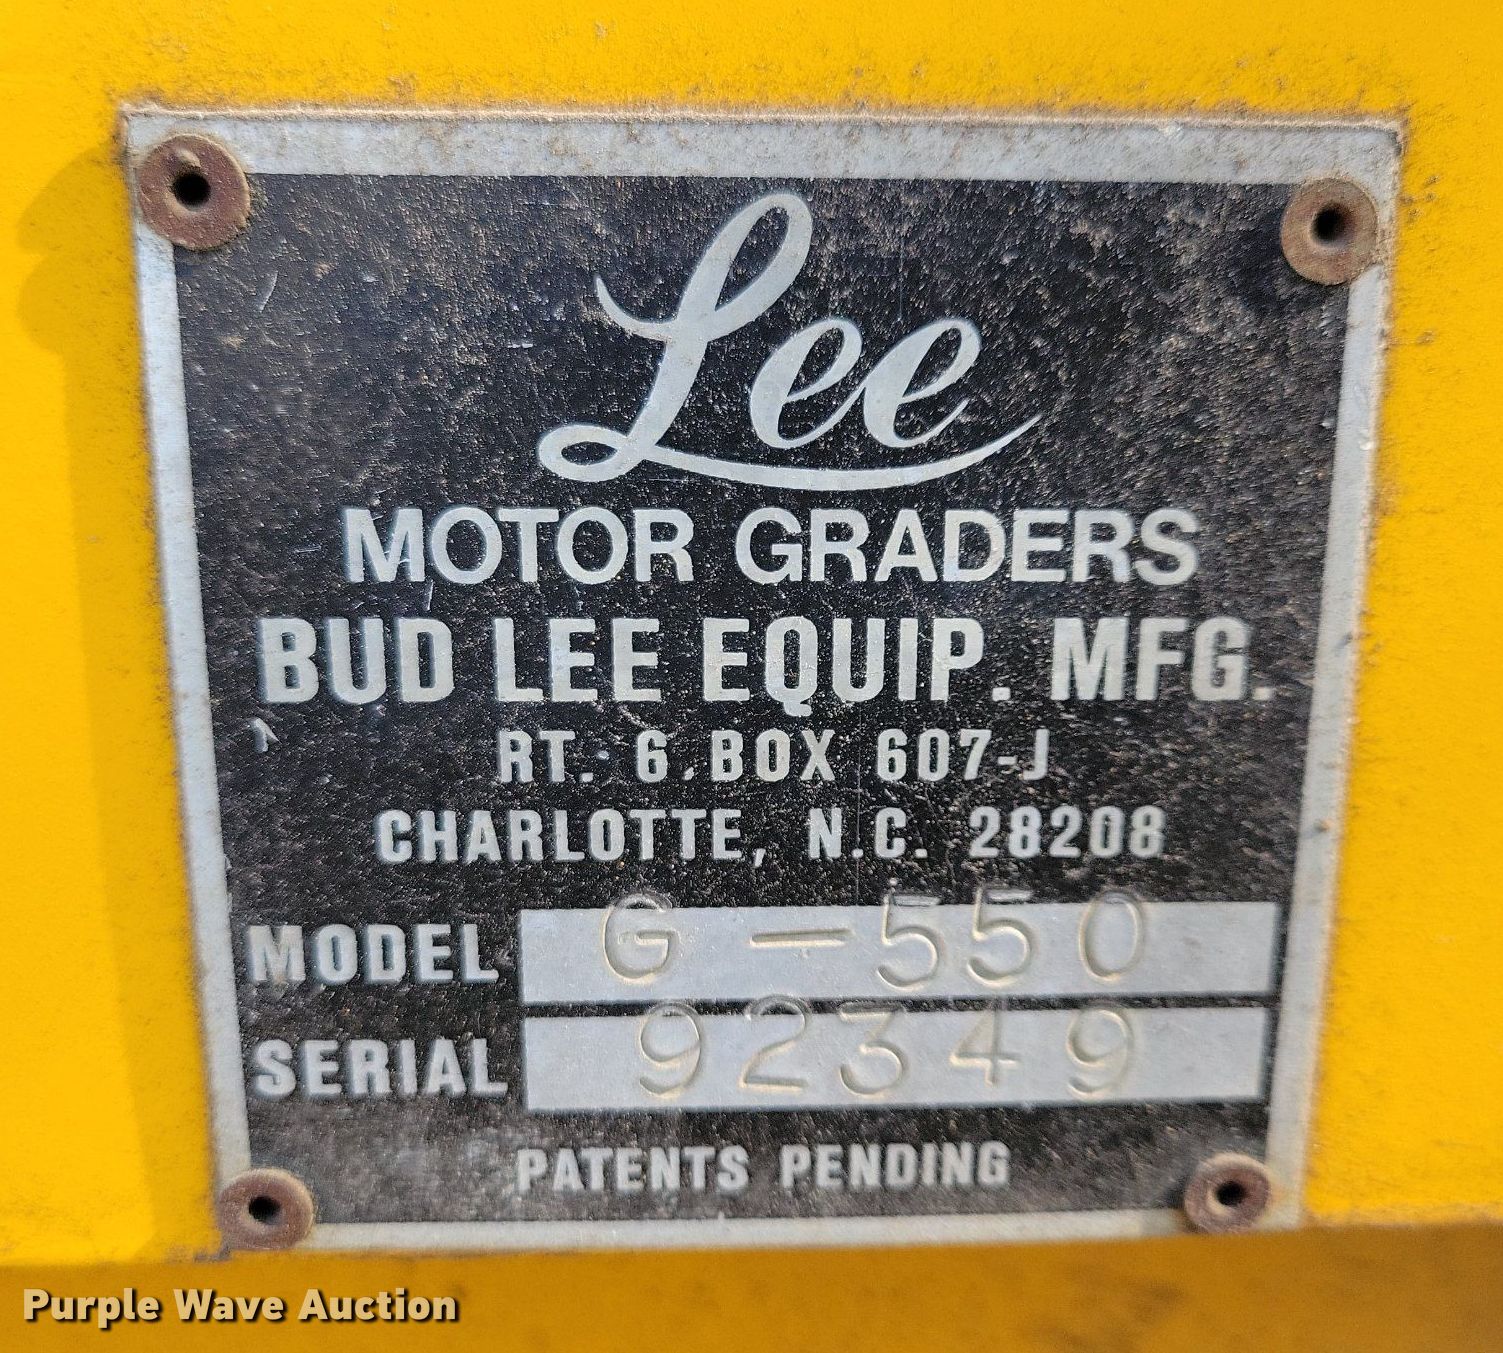 Lee
MOTOR GRADERS
BUD LEE EQUIP. MFG.
RT. 6. BOX 607-J
CHARLOTTE, N.C. 28208
MODEL G-550
SERIAL 92349
PATENTS PENDING
Purple Wave Auction